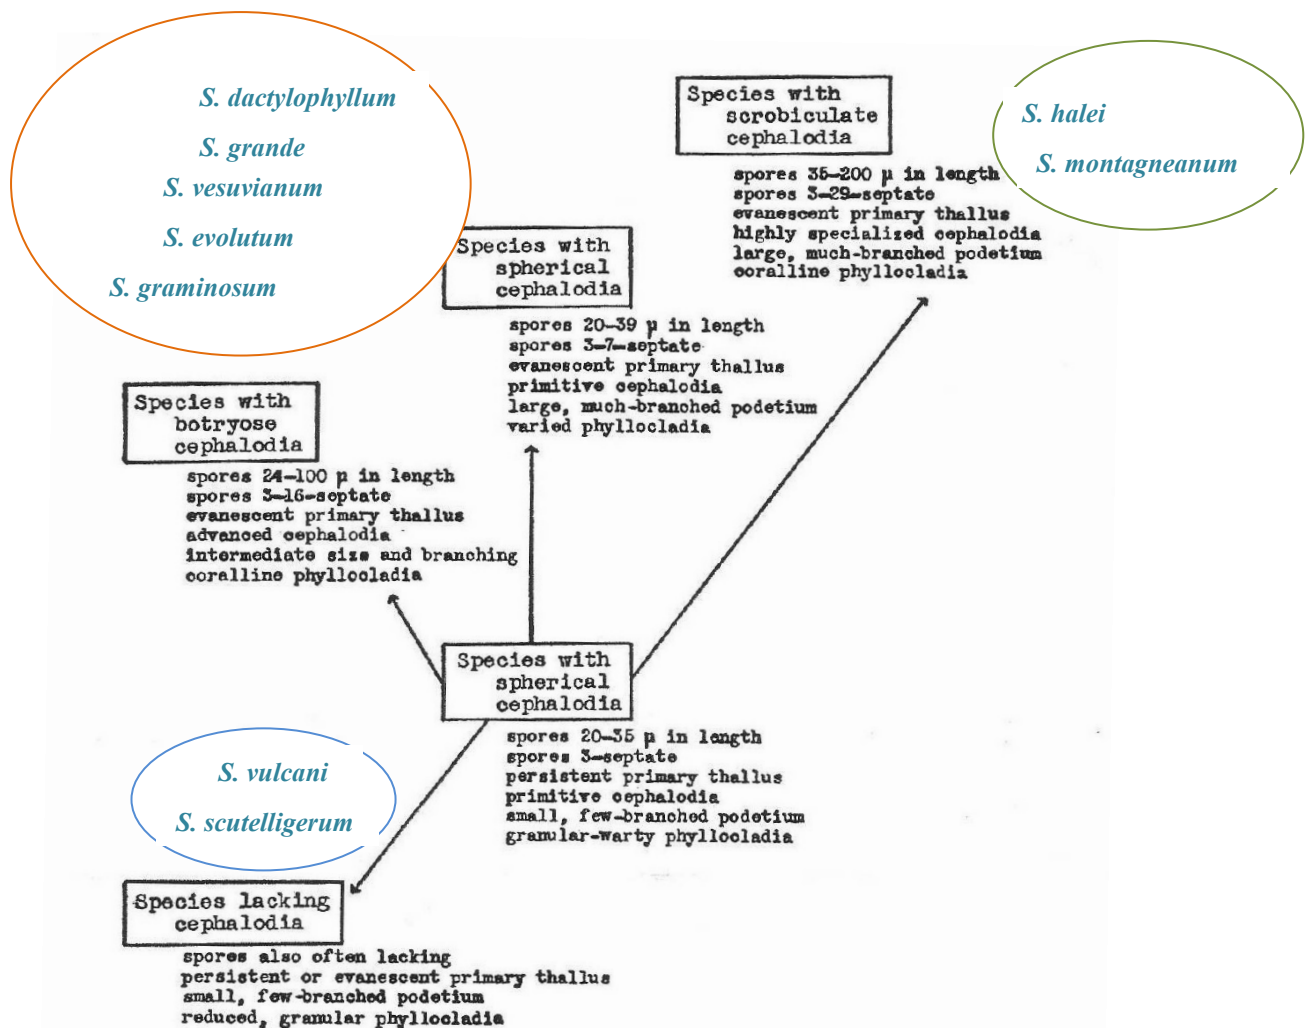 S. dactylophyllum
S. grande
S. vesuvianum
S. evolutum
S. graminosum
Species with
scrobiculate
cephalodia
spores 35-200 µ in length
spores 3-29-septate
evanescent primary thallus
highly specialized cephalodia
large, much-branched podetium
coralline phyllocladia
S. halei
S. montagneanum
Species with
spherical
cephalodia
spores 20-39 µ in length
spores 3-7-septate
evanescent primary thallus
primitive cephalodia
large, much-branched podetium
varied phyllocladia
Species with
botryose
cephalodia
spores 24-100 µ in length
spores 3-16-septate
evanescent primary thallus
advanced cephalodia
intermediate size and branching
coralline phyllocladia
Species with
spherical
cephalodia
spores 20-35 µ in length
spores 3-septate
persistent primary thallus
primitive cephalodia
small, few-branched podetium
granular-warty phyllocladia
S. vulcani
S. scutelligerum
Species lacking
cephalodia
spores also often lacking
persistent or evanescent primary thallus
small, few-branched podetium
reduced, granular phyllocladia